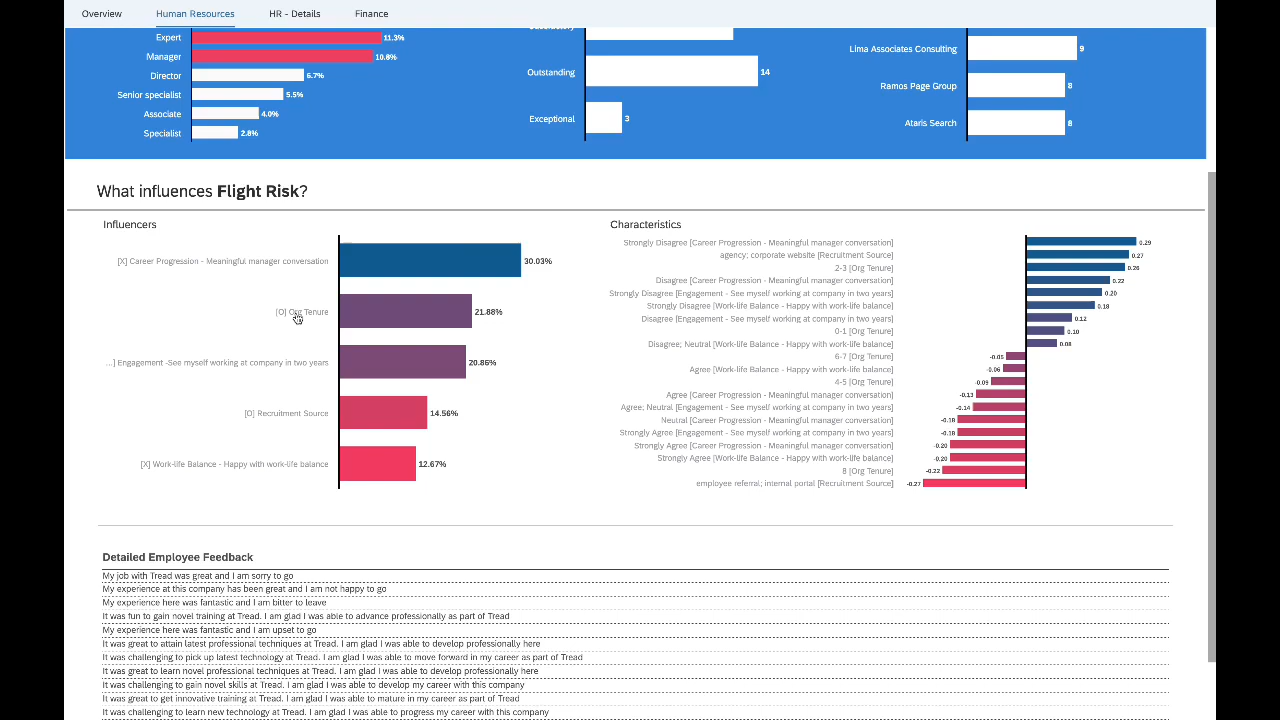 Overview Human Resources HR - Details Finance
Expert 11.3%
Manager 10.8%
Director 6.7%
Senior specialist 5.5%
Associate 4.0%
Specialist 2.8%
Outstanding 14
Exceptional 3
Lima Associates Consulting 9
Ramos Page Group 8
Ataris Search 8
What influences Flight Risk?
Influencers
[X] Career Progression - Meaningful manager conversation 30.03%
[O] Org Tenure 21.88%
...] Engagement -See myself working at company in two years 20.86%
[O] Recruitment Source 14.56%
[X] Work-life Balance - Happy with work-life balance 12.67%
Characteristics
Strongly Disagree [Career Progression - Meaningful manager conversation] 0.29
agency; corporate website [Recruitment Source] 0.27
2-3 [Org Tenure] 0.26
Disagree [Career Progression - Meaningful manager conversation] 0.22
Strongly Disagree [Engagement - See myself working at company in two years] 0.20
Strongly Disagree [Work-life Balance - Happy with work-life balance] 0.18
Disagree [Engagement - See myself working at company in two years] 0.12
0-1 [Org Tenure] 0.10
Disagree; Neutral [Work-life Balance - Happy with work-life balance] 0.08
6-7 [Org Tenure] -0.05
Agree [Work-life Balance - Happy with work-life balance] -0.06
4-5 [Org Tenure] -0.09
Agree [Career Progression - Meaningful manager conversation] -0.13
Agree; Neutral [Engagement - See myself working at company in two years] -0.14
Neutral [Career Progression - Meaningful manager conversation] -0.18
Strongly Agree [Engagement - See myself working at company in two years] -0.18
Strongly Agree [Career Progression - Meaningful manager conversation] -0.20
Strongly Agree [Work-life Balance - Happy with work-life balance] -0.20
8 [Org Tenure] -0.22
employee referral; internal portal [Recruitment Source] -0.27
Detailed Employee Feedback
My job with Tread was great and I am sorry to go
My experience at this company has been great and I am not happy to go
My experience here was fantastic and I am bitter to leave
It was fun to gain novel training at Tread. I am glad I was able to advance professionally as part of Tread
My experience here was fantastic and I am upset to go
It was great to attain latest professional techniques at Tread. I am glad I was able to develop professionally here
It was challenging to pick up latest technology at Tread. I am glad I was able to move forward in my career as part of Tread
It was great to learn novel professional techniques at Tread. I am glad I was able to develop professionally here
It was challenging to gain novel skills at Tread. I am glad I was able to develop my career with this company
It was great to get innovative training at Tread. I am glad I was able to mature in my career as part of Tread
It was challenging to learn new technology at Tread. I am glad I was able to progress my career with this company